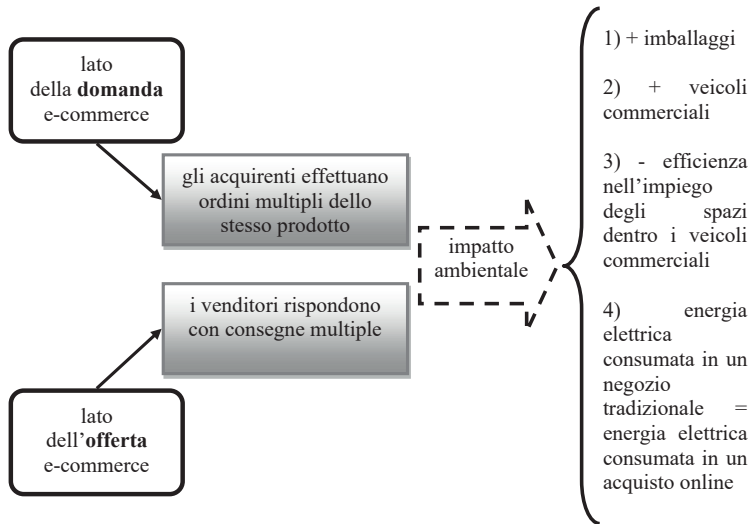 lato
della domanda
e-commerce
gli acquirenti effettuano
ordini multipli dello
stesso prodotto
i venditori rispondono
con consegne multiple
lato
dell'offerta
e-commerce
impatto
ambientale
1) + imballaggi
2) + veicoli
commerciali
3) - efficienza
nell'impiego
degli spazi
dentro i veicoli
commerciali
4) energia
elettrica
consumata in un
negozio
tradizionale =
energia elettrica
consumata in un
acquisto online